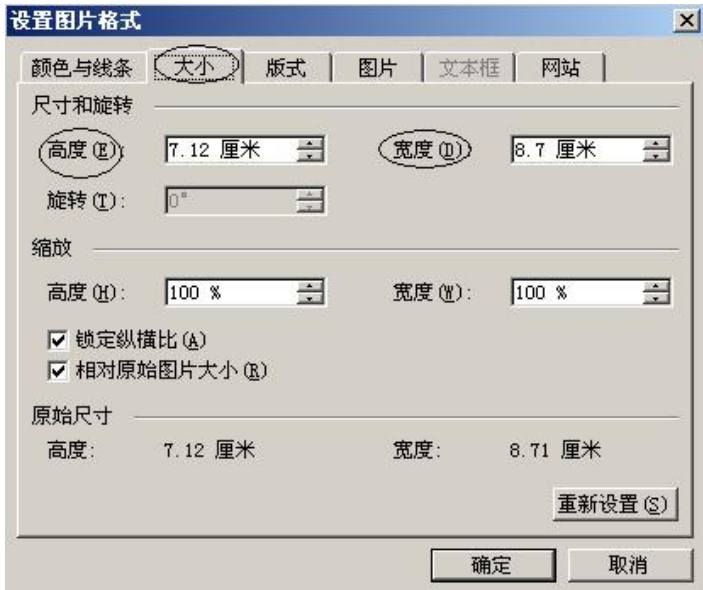 设置图片格式
颜色与线条 大小 版式 图片 文本框 网站
尺寸和旋转
高度(E): 7.12 厘米 宽度(D): 8.7 厘米
旋转(T): 0°
缩放
高度(H): 100 % 宽度(W): 100 %
锁定纵横比(A)
相对原始图片大小(R)
原始尺寸
高度: 7.12 厘米 宽度: 8.71 厘米
重新设置(S)
确定 取消